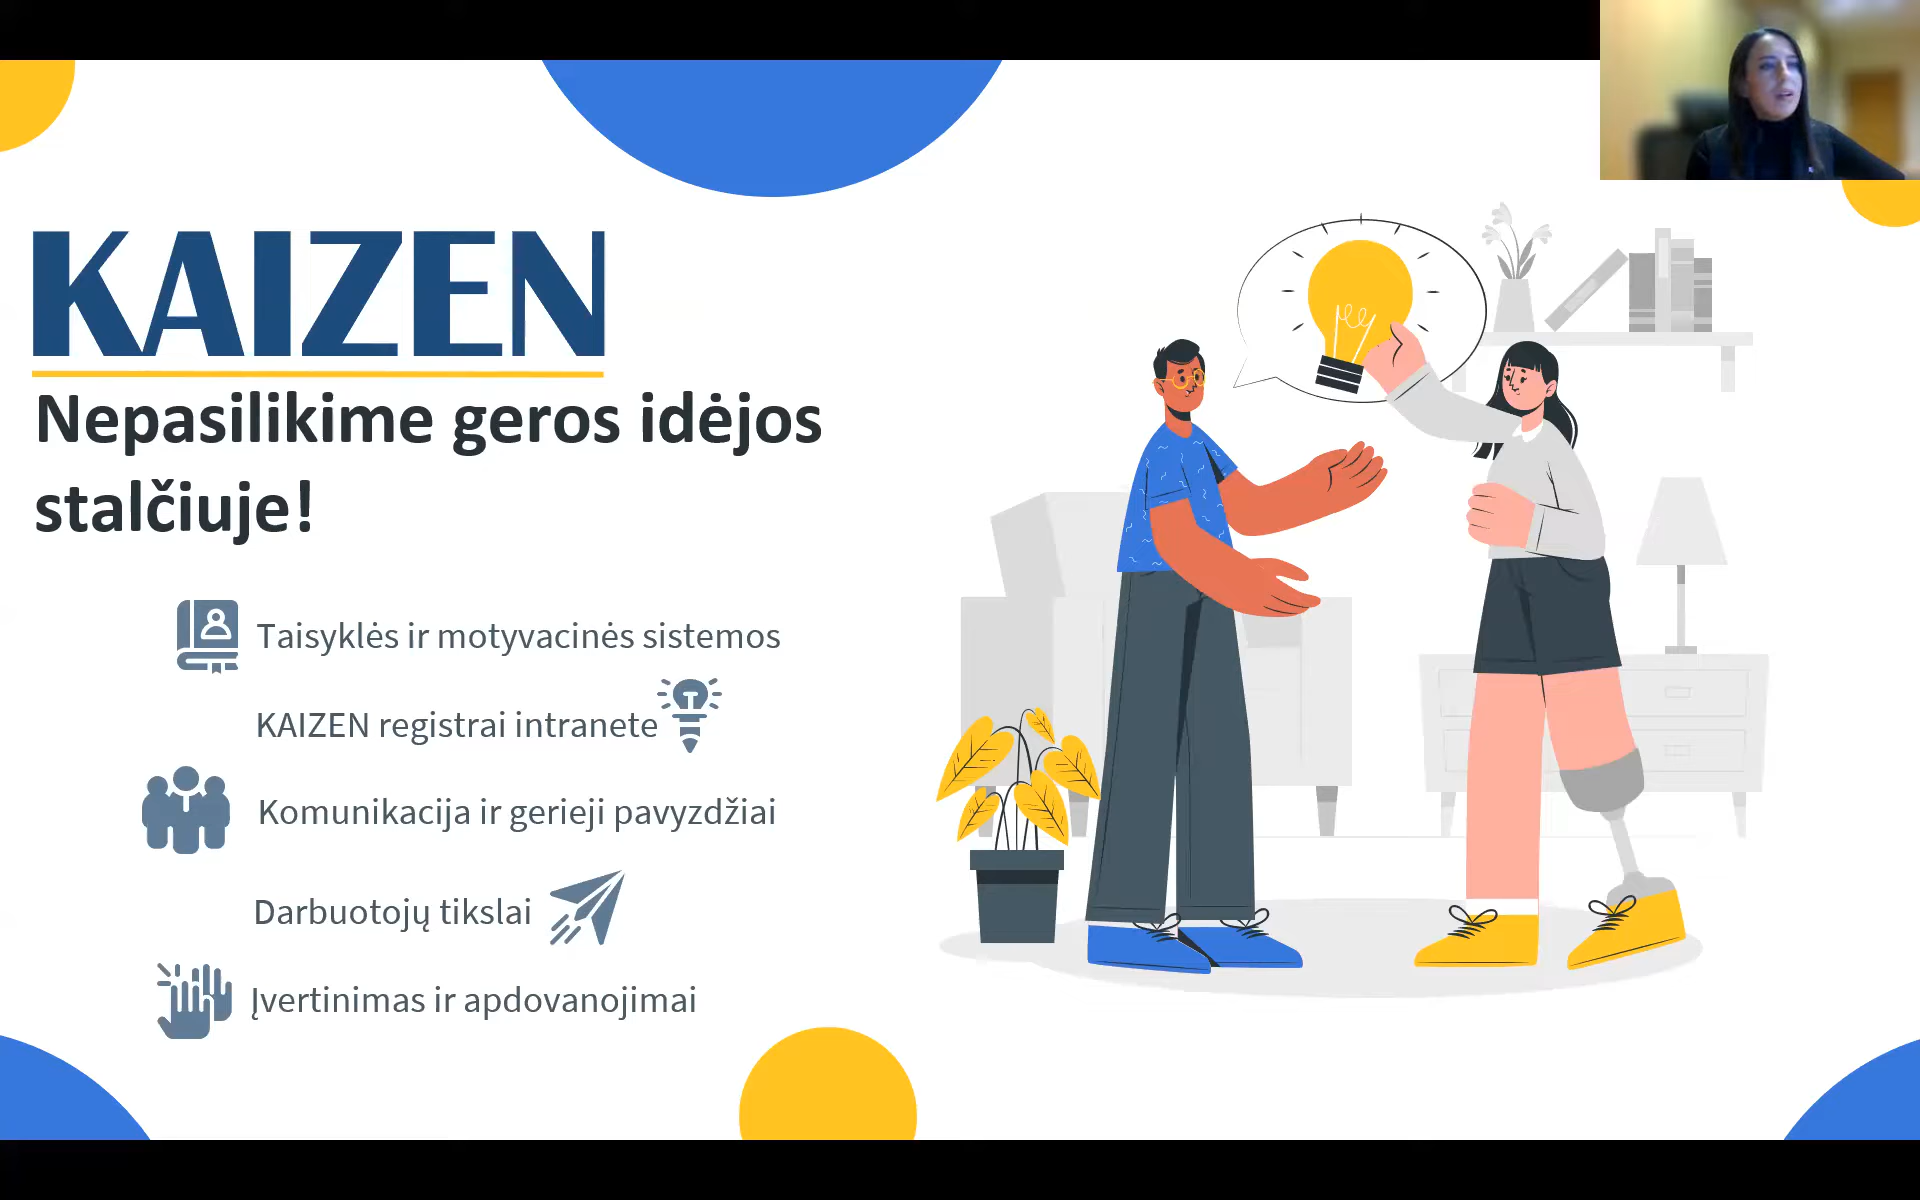 KAIZEN
Nepasilikime geros idėjos
stalčiuje!
Taisyklės ir motyvacinės sistemos
KAIZEN registrai intranete
Komunikacija ir gerieji pavyzdžiai
Darbuotojų tikslai
Įvertinimas ir apdovanojimai